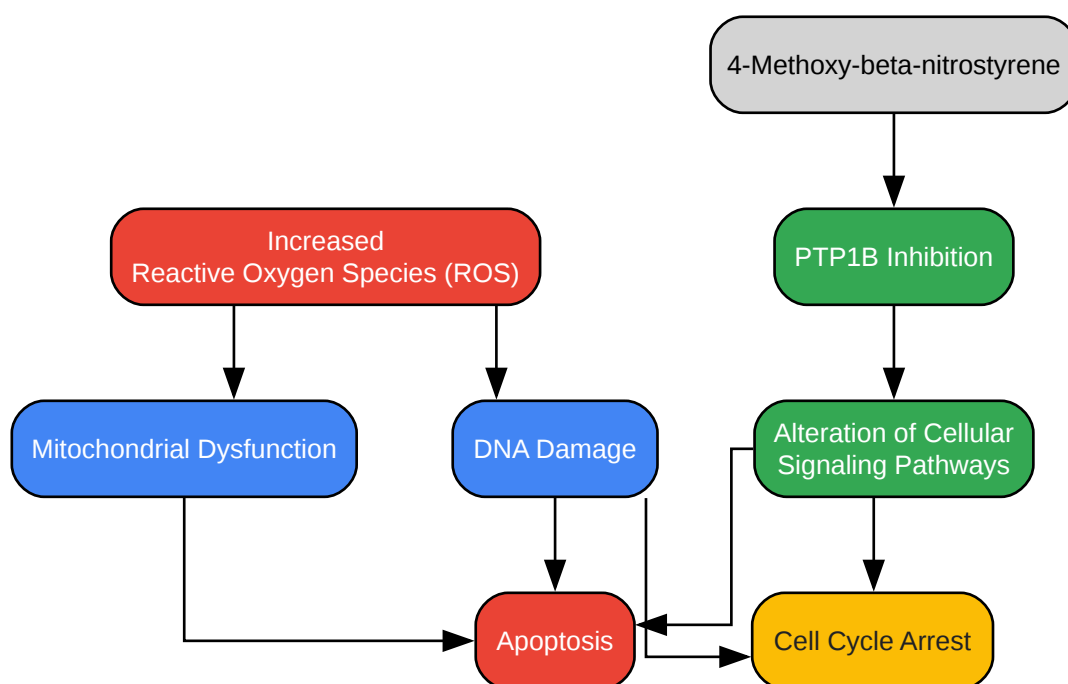 4-Methoxy-beta-nitrostyrene
Increased
Reactive Oxygen Species (ROS)
PTP1B Inhibition
Mitochondrial Dysfunction
DNA Damage
Alteration of Cellular
Signaling Pathways
Apoptosis
Cell Cycle Arrest